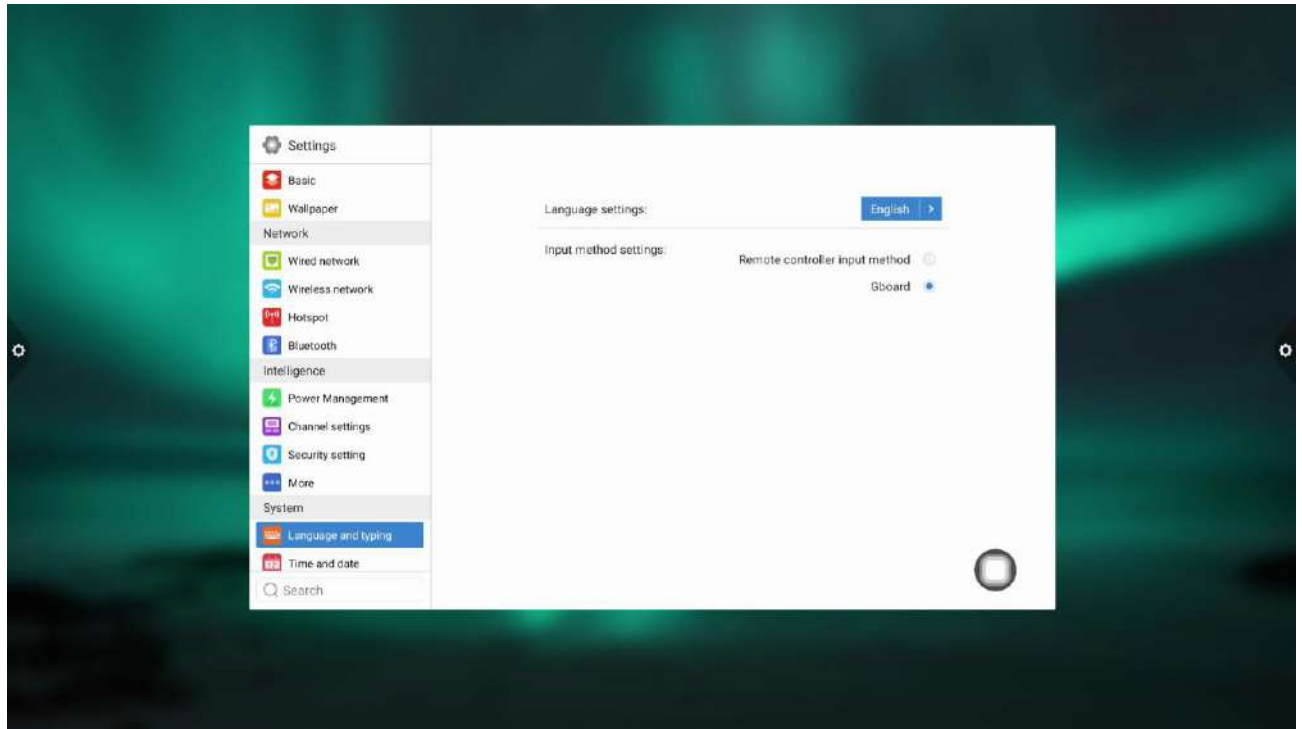 Settings
Basic
Wallpaper
Network
Wired network
Wireless network
Hotspot
Bluetooth
Intelligence
Power Management
Channel settings
Security setting
More
System
Language and typing
Time and date
Search
Language settings:
English
Input method settings:
Remote controller input method
Gboard